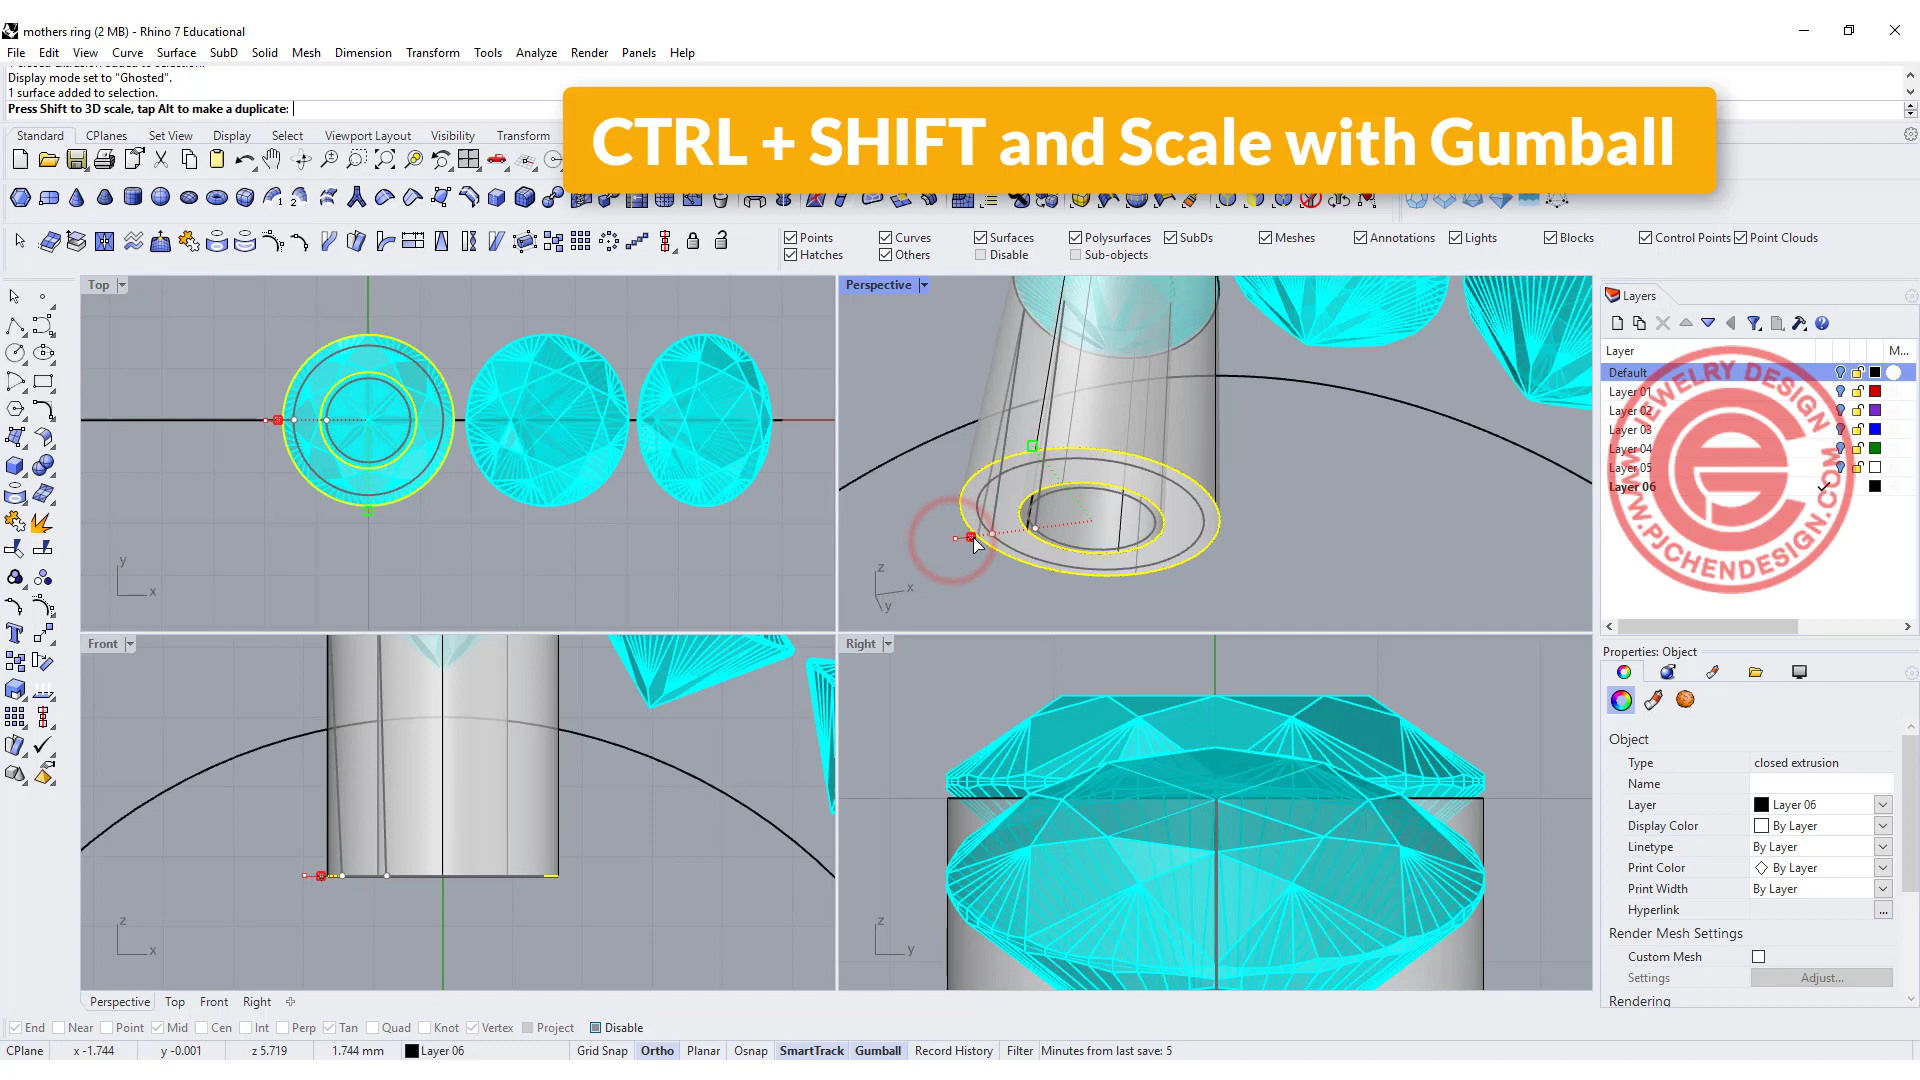 mothers ring (2 MB) - Rhino 7 Educational
File Edit View Curve Surface SubD Solid Mesh Dimension Transform Tools Analyze Render Panels Help
Display mode set to "Ghosted".
1 surface added to selection.
Press Shift to 3D scale, tap Alt to make a duplicate:
CTRL + SHIFT and Scale with Gumball
Standard CPlanes Set View Display Select Viewport Layout Visibility Transform
Points Curves Surfaces Polysurfaces SubDs Meshes Annotations Lights Blocks Control Points Point Clouds
Hatches Others Disable Sub-objects
Top
Perspective
Layers
Layer M...
Default
Layer 01
Layer 02
Layer 03
Layer 04
Layer 05
Layer 06
JEWELRY DESIGN
WWW.PJCHENDESIGN.COM
y
x
z
x
y
Front
Right
z
x
z
y
Properties: Object
Object
Type closed extrusion
Name
Layer Layer 06
Display Color By Layer
Linetype By Layer
Print Color By Layer
Print Width By Layer
Hyperlink ...
Render Mesh Settings
Custom Mesh
Settings Adjust...
Rendering
Perspective Top Front Right
End Near Point Mid Cen Int Perp Tan Quad Knot Vertex Project Disable
CPlane x -1.744 y -0.001 z 5.719 1.744 mm Layer 06 Grid Snap Ortho Planar Osnap SmartTrack Gumball Record History Filter Minutes from last save: 5